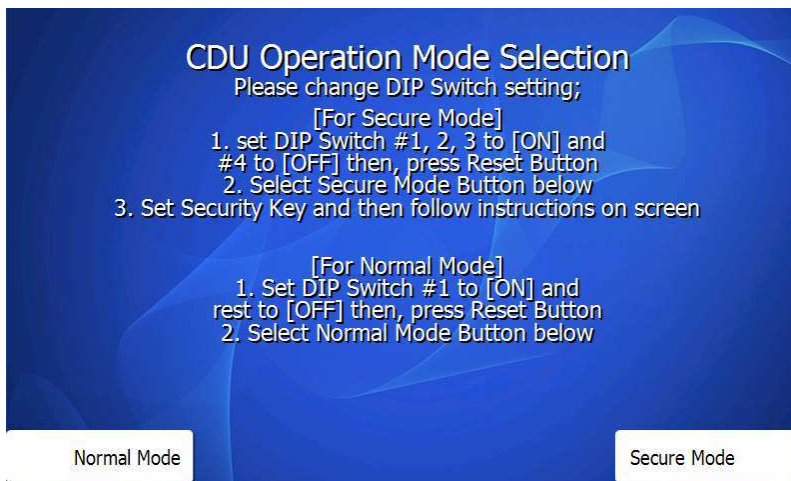 CDU Operation Mode Selection
Please change DIP Switch setting;
[For Secure Mode]
1. set DIP Switch #1, 2, 3 to [ON] and
#4 to [OFF] then, press Reset Button
2. Select Secure Mode Button below
3. Set Security Key and then follow instructions on screen
[For Normal Mode]
1. Set DIP Switch #1 to [ON] and
rest to [OFF] then, press Reset Button
2. Select Normal Mode Button below
Normal Mode
Secure Mode